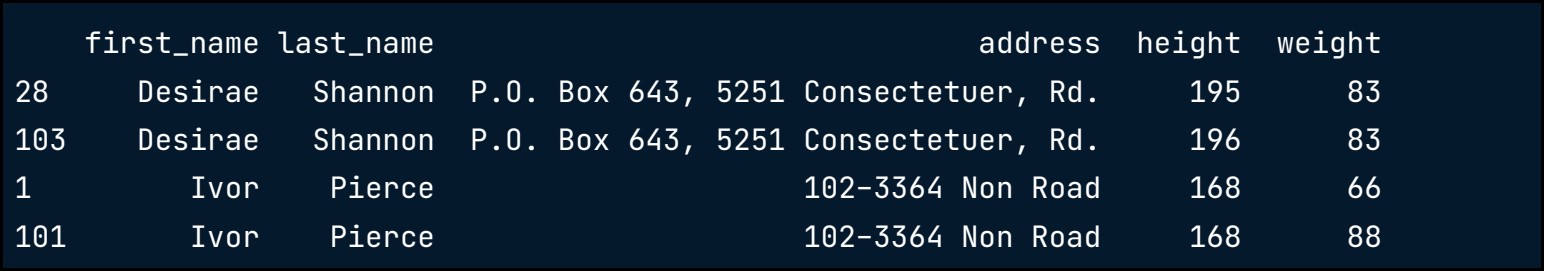 first_name last_name address height weight
28 Desirae Shannon P.O. Box 643, 5251 Consectetuer, Rd. 195 83
103 Desirae Shannon P.O. Box 643, 5251 Consectetuer, Rd. 196 83
1 Ivor Pierce 102-3364 Non Road 168 66
101 Ivor Pierce 102-3364 Non Road 168 88